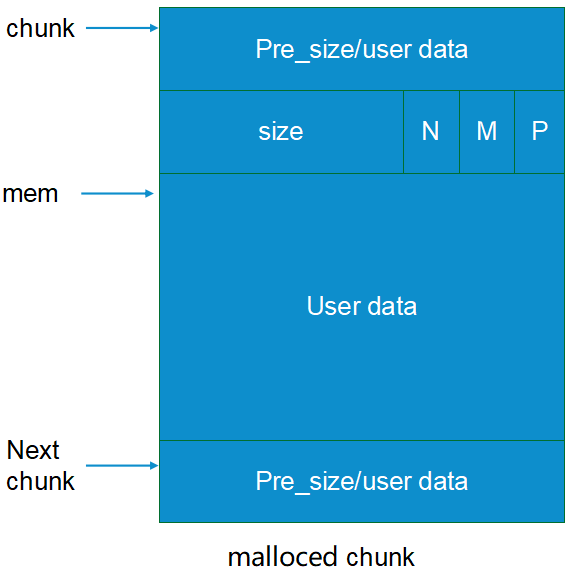 chunk
Pre_size/user data
size N M P
mem
User data
Next
chunk
Pre_size/user data
malloced chunk